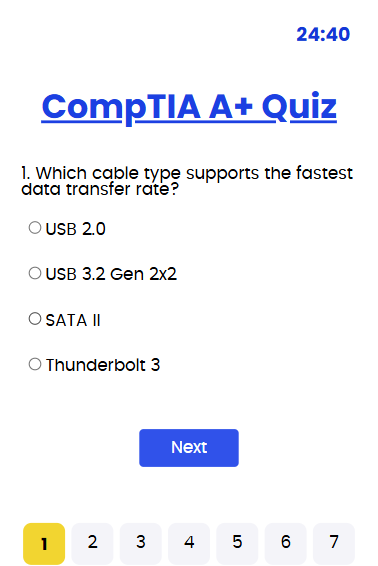 24:40
CompTIA A+ Quiz
1. Which cable type supports the fastest
data transfer rate?
USB 2.0
USB 3.2 Gen 2x2
SATA II
Thunderbolt 3
Next
1 2 3 4 5 6 7